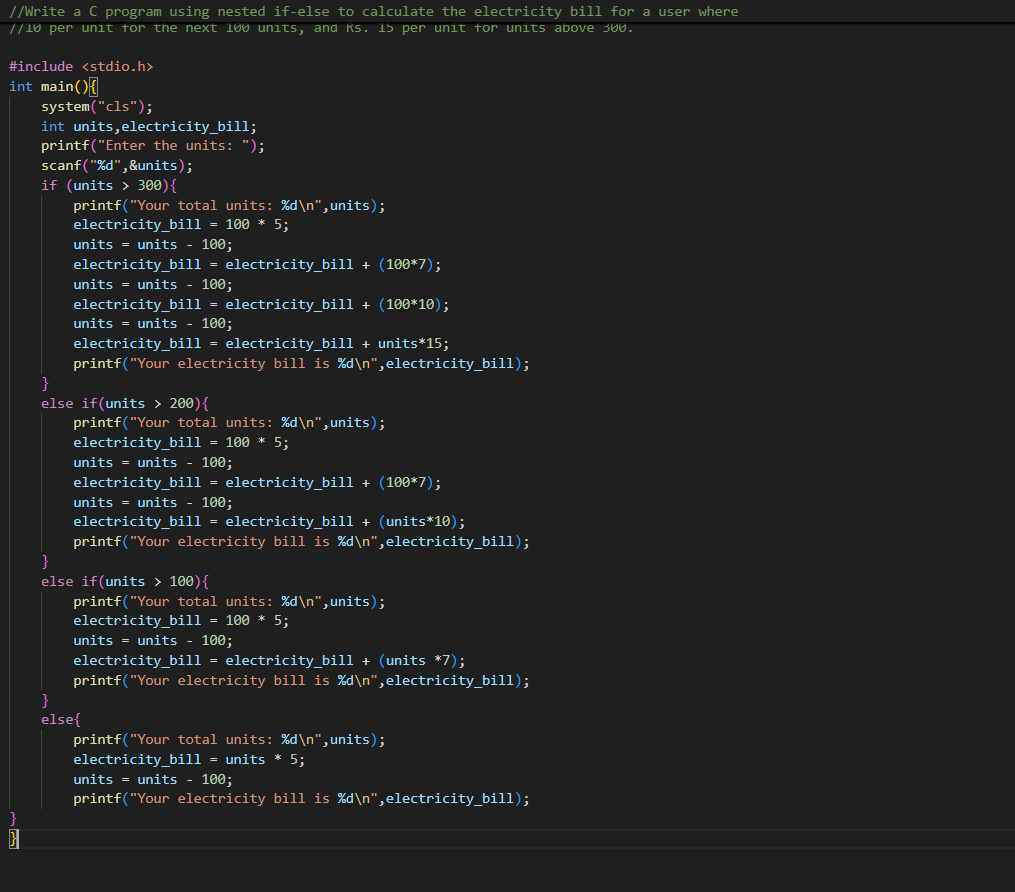 //Write a C program using nested if-else to calculate the electricity bill for a user where
//10 per unit for the next 100 units, and Rs. 15 per unit for units above 300.
#include <stdio.h>
int main(){
    system("cls");
    int units,electricity_bill;
    printf("Enter the units: ");
    scanf("%d",&units);
    if (units > 300){
        printf("Your total units: %d\n",units);
        electricity_bill = 100 * 5;
        units = units - 100;
        electricity_bill = electricity_bill + (100*7);
        units = units - 100;
        electricity_bill = electricity_bill + (100*10);
        units = units - 100;
        electricity_bill = electricity_bill + units*15;
        printf("Your electricity bill is %d\n",electricity_bill);
    }
    else if(units > 200){
        printf("Your total units: %d\n",units);
        electricity_bill = 100 * 5;
        units = units - 100;
        electricity_bill = electricity_bill + (100*7);
        units = units - 100;
        electricity_bill = electricity_bill + (units*10);
        printf("Your electricity bill is %d\n",electricity_bill);
    }
    else if(units > 100){
        printf("Your total units: %d\n",units);
        electricity_bill = 100 * 5;
        units = units - 100;
        electricity_bill = electricity_bill + (units *7);
        printf("Your electricity bill is %d\n",electricity_bill);
    }
    else{
        printf("Your total units: %d\n",units);
        electricity_bill = units * 5;
        units = units - 100;
        printf("Your electricity bill is %d\n",electricity_bill);
}
}